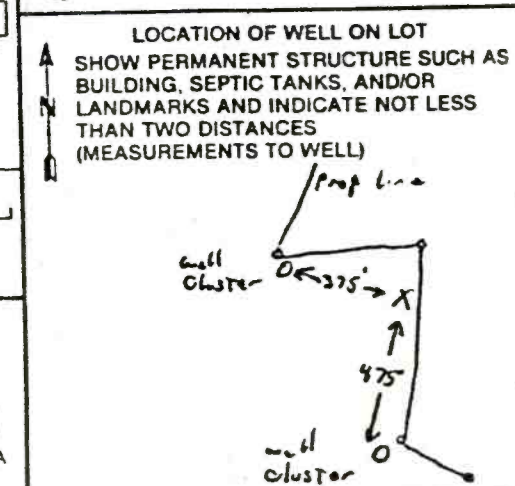 LOCATION OF WELL ON LOT
SHOW PERMANENT STRUCTURE SUCH AS
BUILDING, SEPTIC TANKS, AND/OR
N LANDMARKS AND INDICATE NOT LESS
THAN TWO DISTANCES
(MEASUREMENTS TO WELL)
Prop line
well
Cluster
375'
X
475
well
cluster